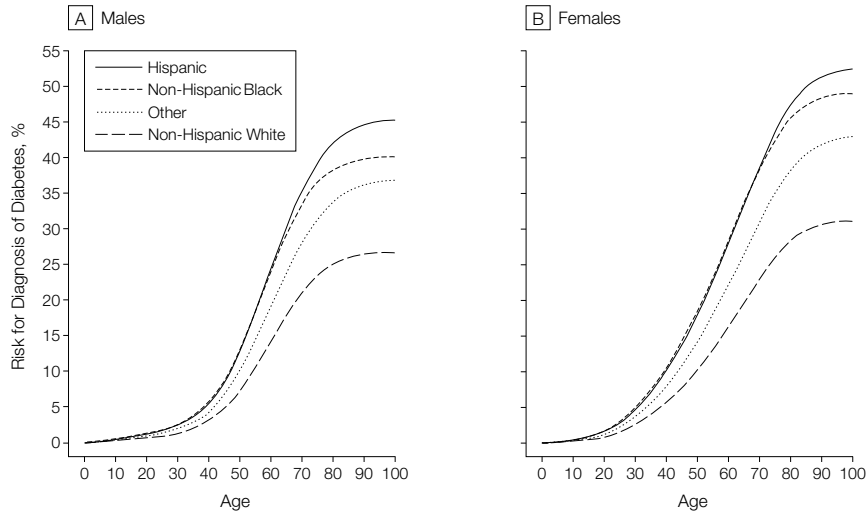 A Males
B Females
55
50
45
40
35
30
25
20
15
10
5
0
Risk for Diagnosis of Diabetes, %
Hispanic
Non-Hispanic Black
Other
Non-Hispanic White
0 10 20 30 40 50 60 70 80 90 100
0 10 20 30 40 50 60 70 80 90 100
Age
Age